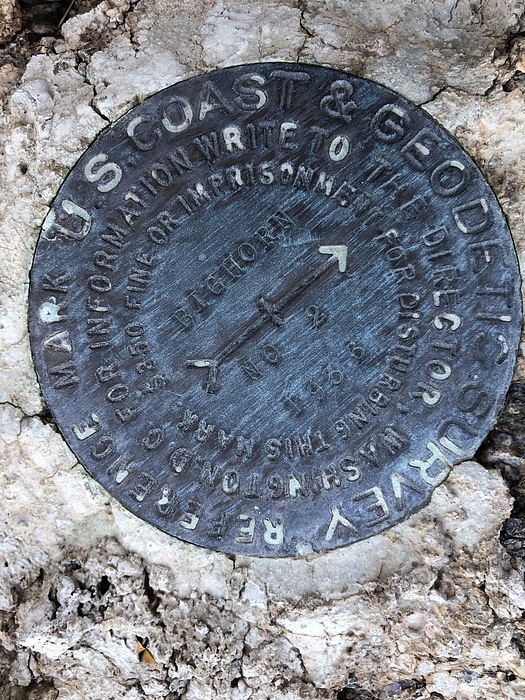 U.S. COAST & GEODETIC SURVEY REFERENCE MARK
FOR INFORMATION WRITE TO THE DIRECTOR, WASHINGTON, D.C.
$250 FINE OR IMPRISONMENT FOR DISTURBING THIS MARK
BIGHORN
NO 2